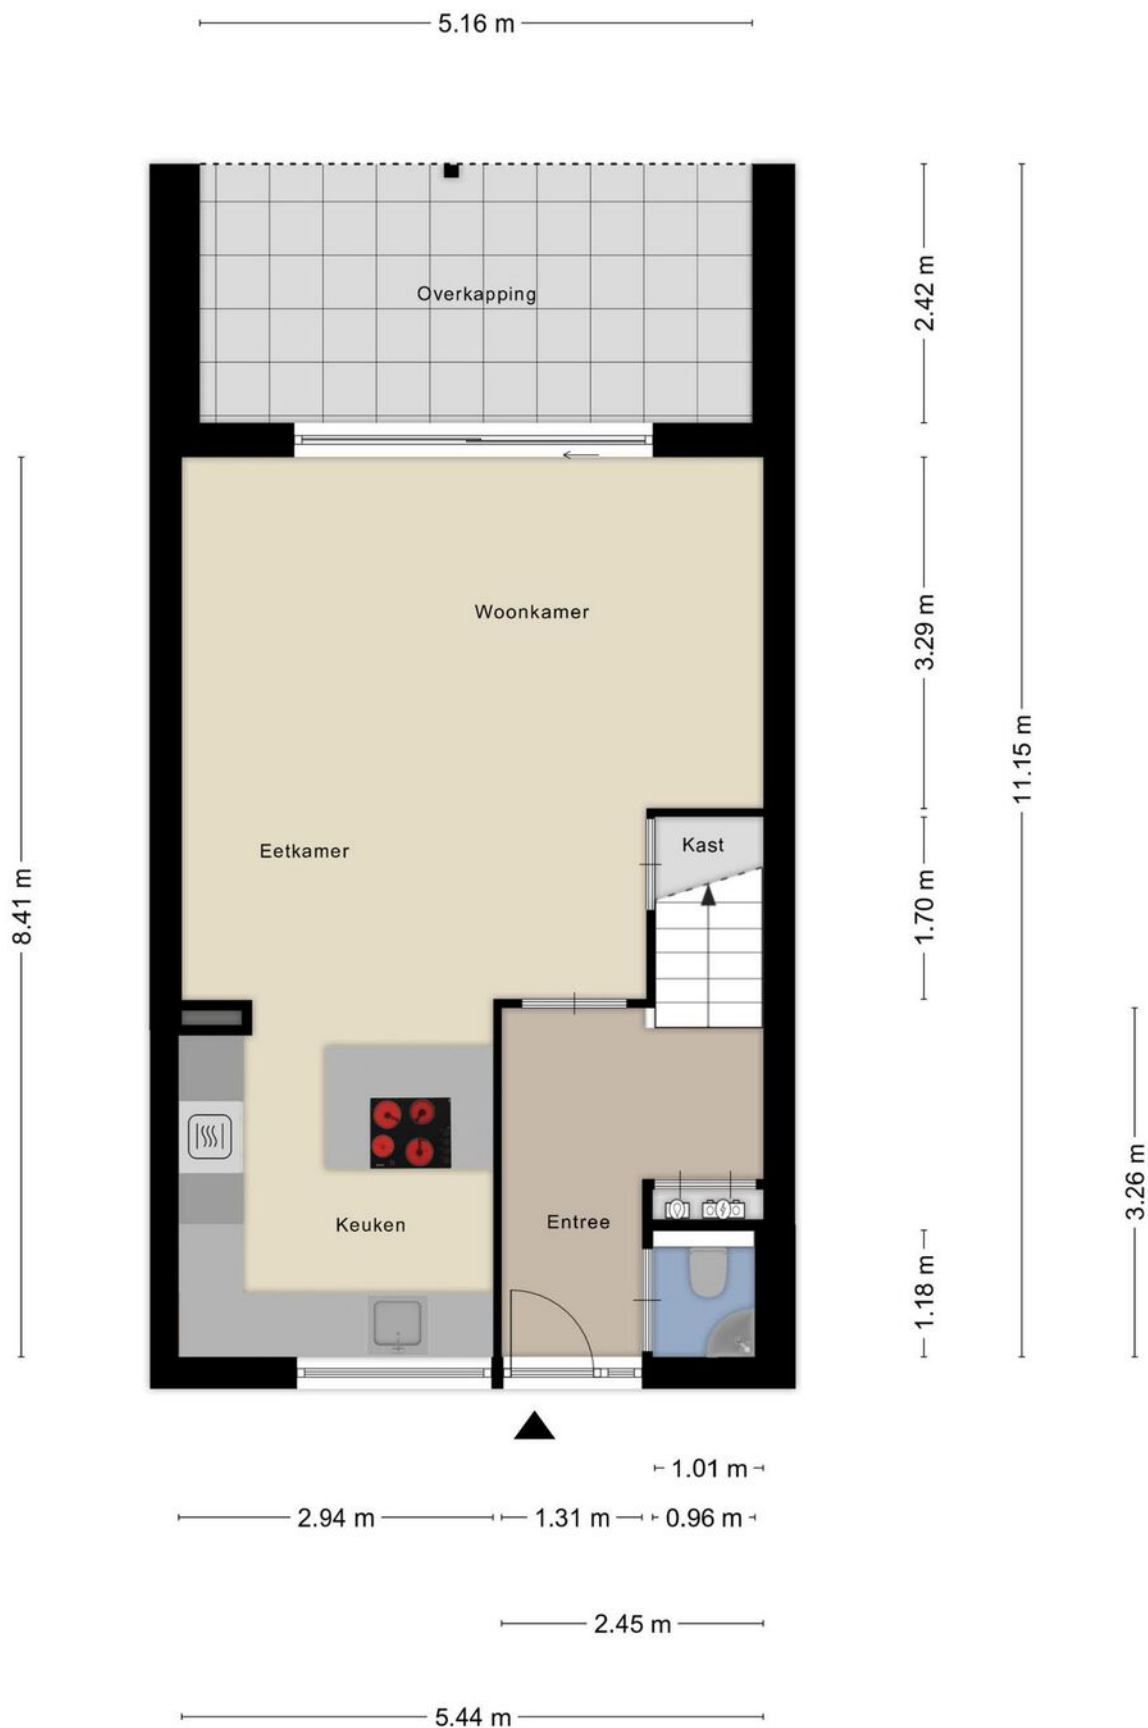 5.16 m
Overkapping
2.42 m
Woonkamer
3.29 m
11.15 m
Eetkamer
Kast
8.41 m
1.70 m
Keuken
Entree
3.26 m
1.18 m
1.01 m
2.94 m
1.31 m
0.96 m
2.45 m
5.44 m